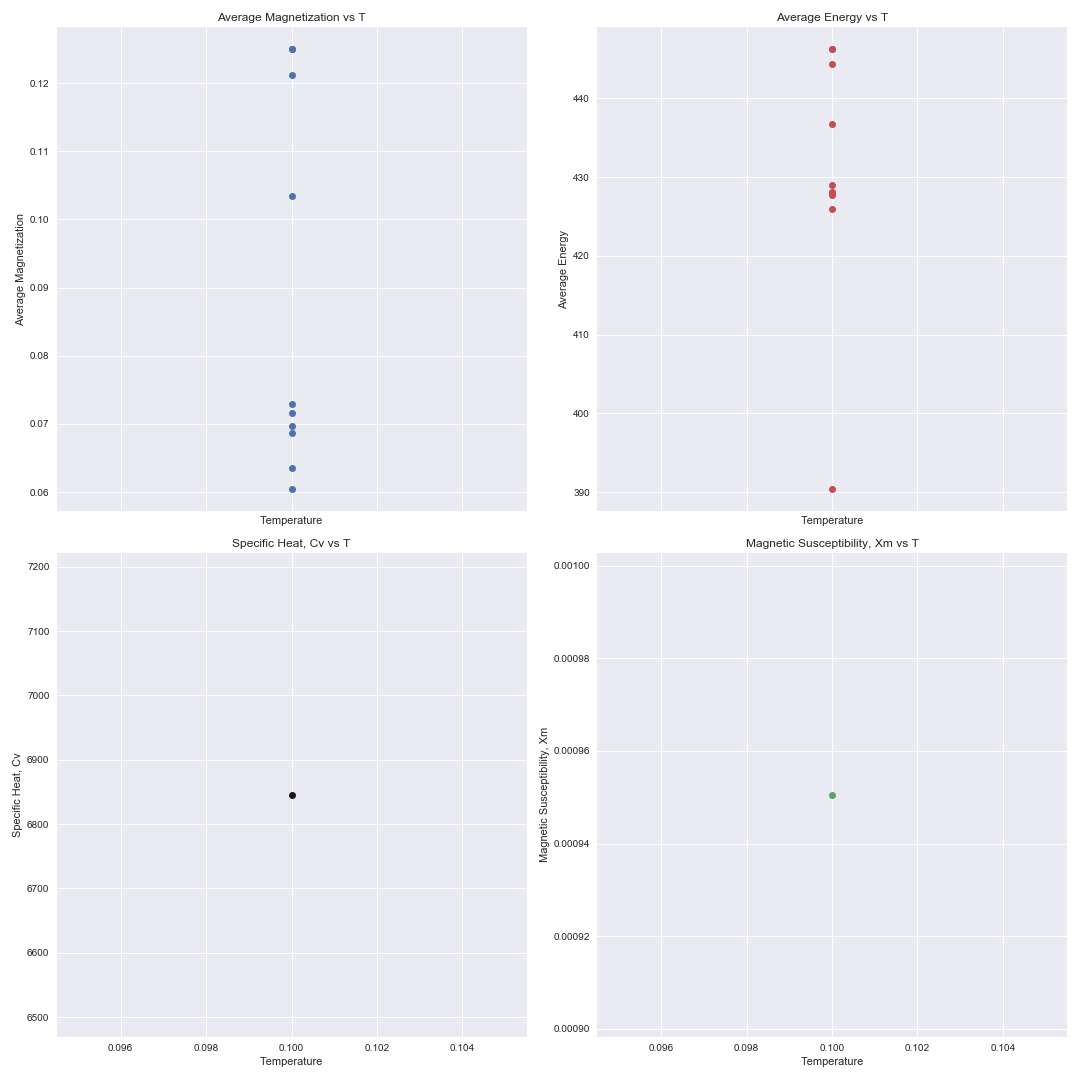 Average Magnetization vs T
0.12
0.11
0.10
0.09
0.08
0.07
0.06
Average Magnetization
Temperature
Average Energy vs T
440
430
420
410
400
390
Average Energy
Temperature
Specific Heat, Cv vs T
7200
7100
7000
6900
6800
6700
6600
6500
Specific Heat, Cv
0.096 0.098 0.100 0.102 0.104
Temperature
Magnetic Susceptibility, Xm vs T
0.00100
0.00098
0.00096
0.00094
0.00092
0.00090
Magnetic Susceptibility, Xm
0.096 0.098 0.100 0.102 0.104
Temperature